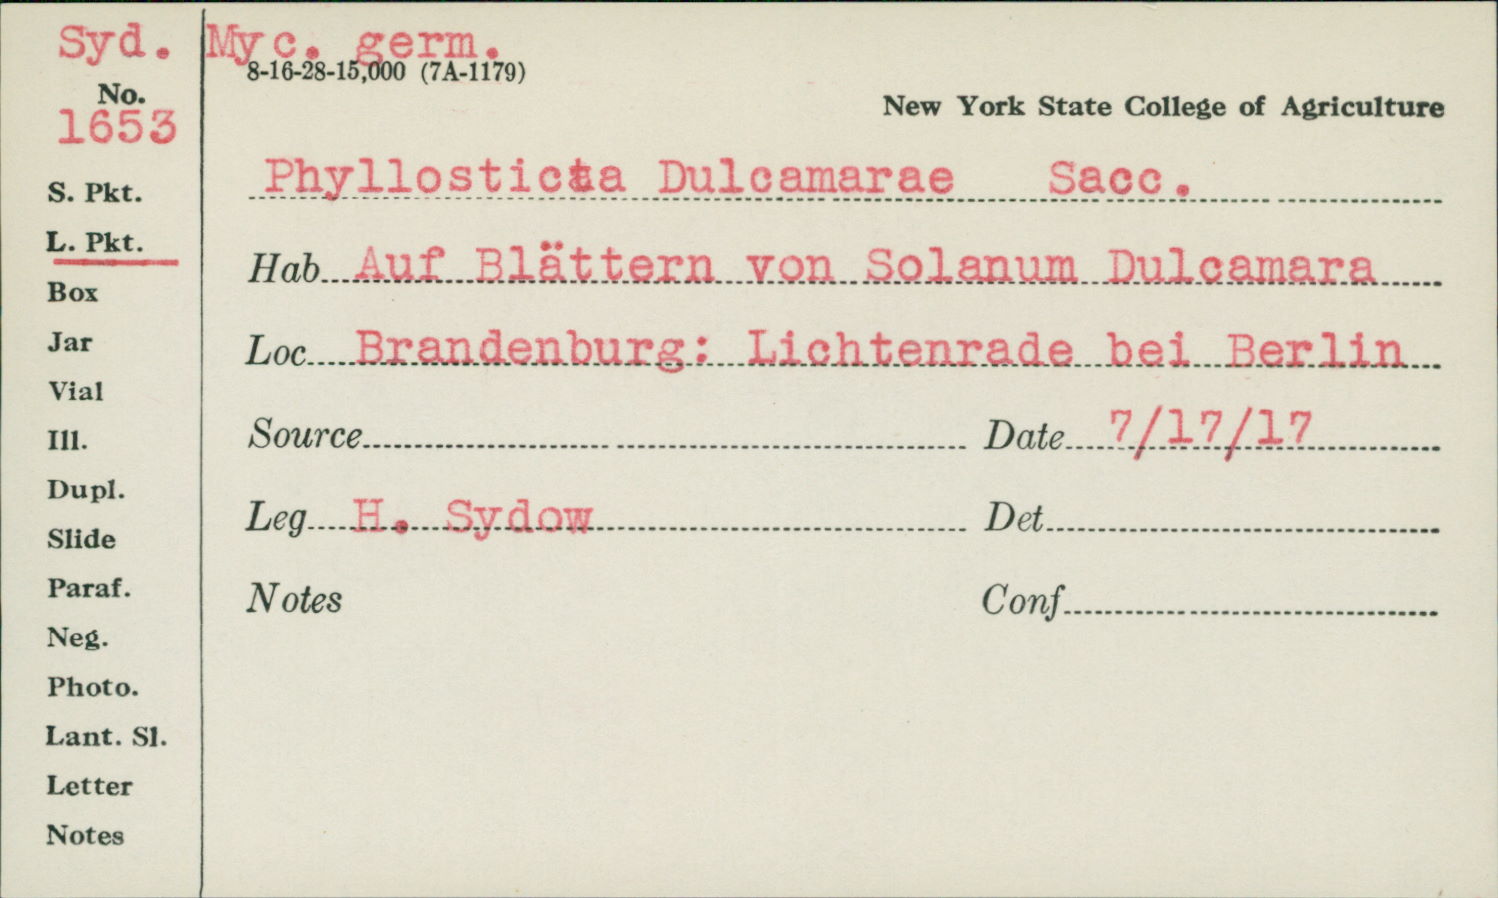 Syd. Myc. germ.
8-16-28-15,000 (7A-1179)
No.
1653
New York State College of Agriculture
Phyllosticta Dulcamarae Sacc.
S. Pkt.
L. Pkt.
Hab Auf Blättern von Solanum Dulcamara
Box
Jar
Loc Brandenburg: Lichtenrade bei Berlin
Vial
Ill.
Source Date 7/17/17
Dupl.
Leg H. Sydow Det
Slide
Paraf.
Notes Conf
Neg.
Photo.
Lant. Sl.
Letter
Notes